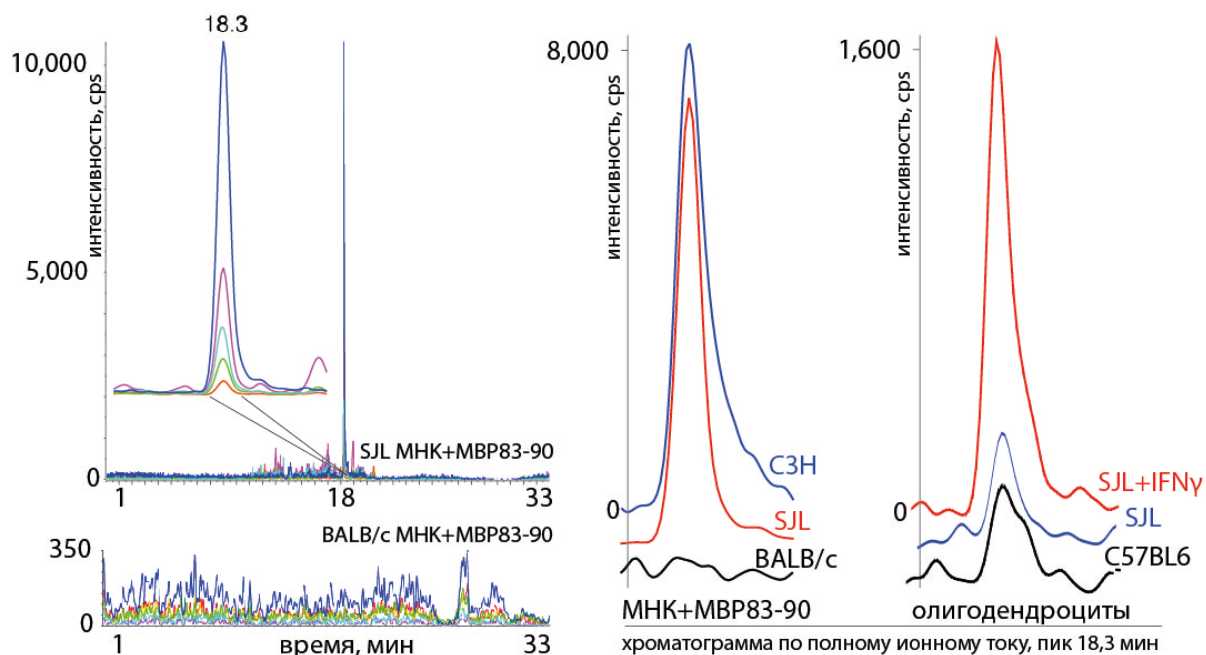 18.3
10,000
интенсивность, cps
5,000
SJL МНК+MBP83-90
0
1 18 33
BALB/c МНК+MBP83-90
350
0
1 время, мин 33
8,000
интенсивность, cps
C3H
0
SJL
BALB/c
МНК+MBP83-90
1,600
интенсивность, cps
SJL+IFNγ
0
SJL
C57BL6
олигодендроциты
хроматограмма по полному ионному току, пик 18,3 мин